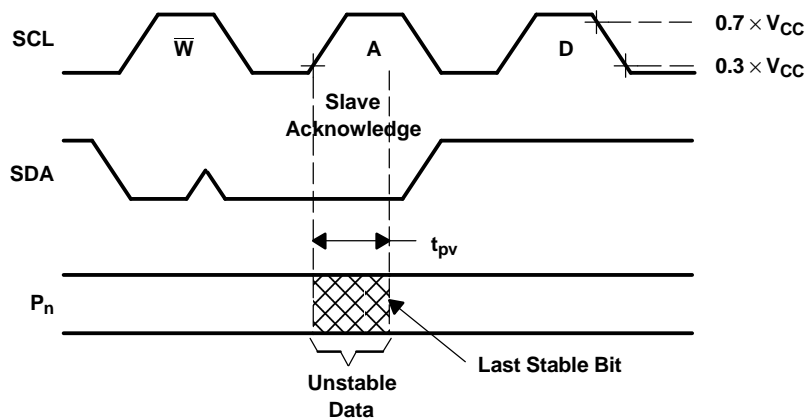 SCL
W̅
A
D
0.7 × VCC
0.3 × VCC
Slave
Acknowledge
SDA
tpv
Pn
Last Stable Bit
Unstable
Data